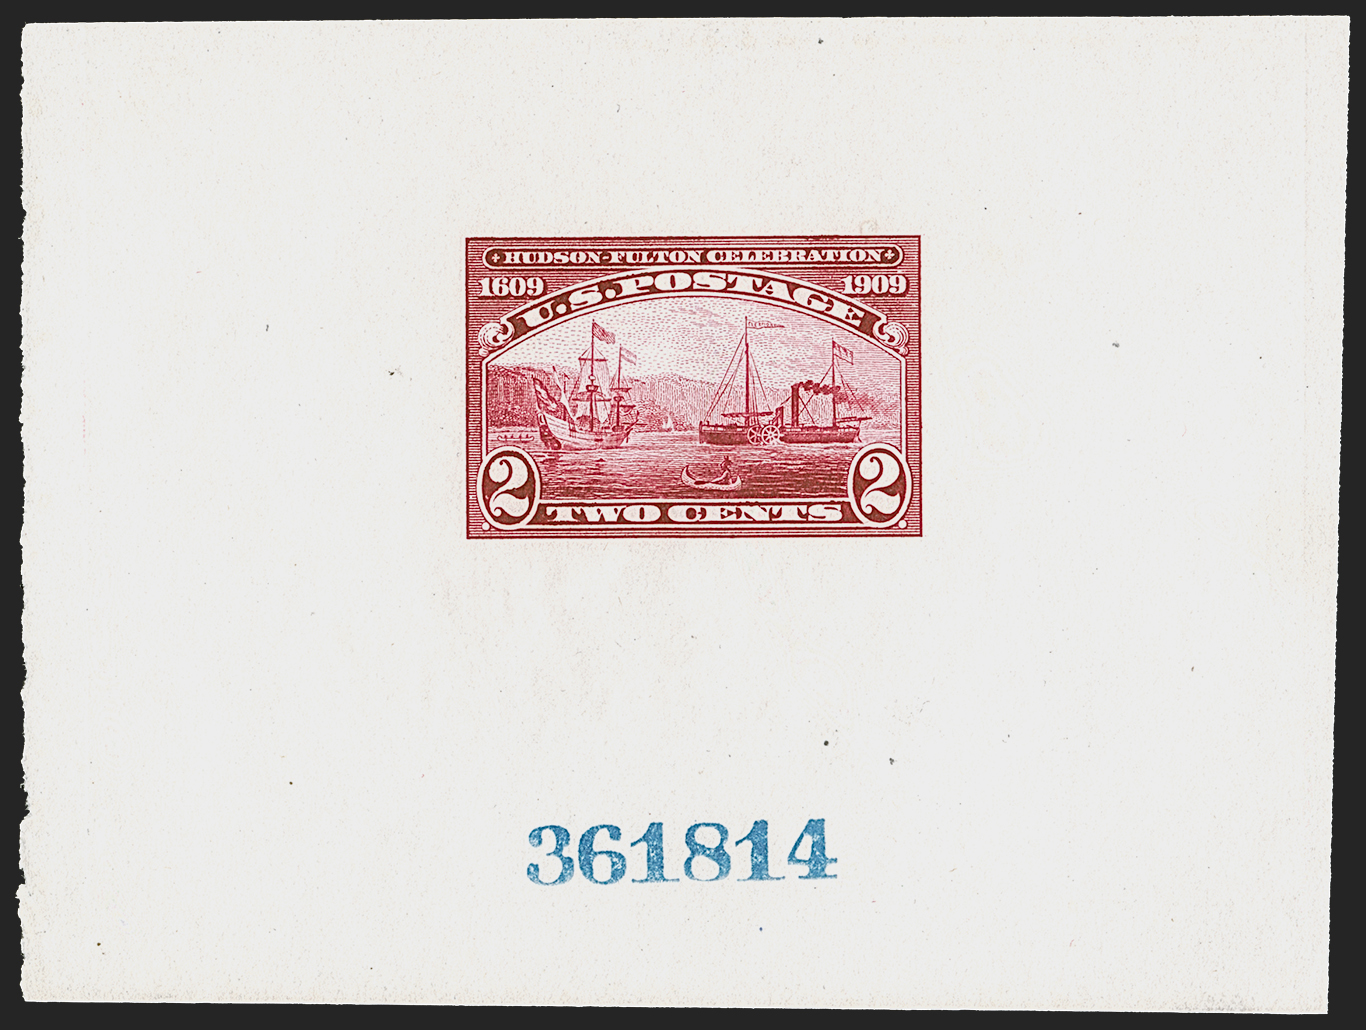 HUDSON-FULTON CELEBRATION
1609 1909
U.S. POSTAGE
2 2
TWO CENTS
361814